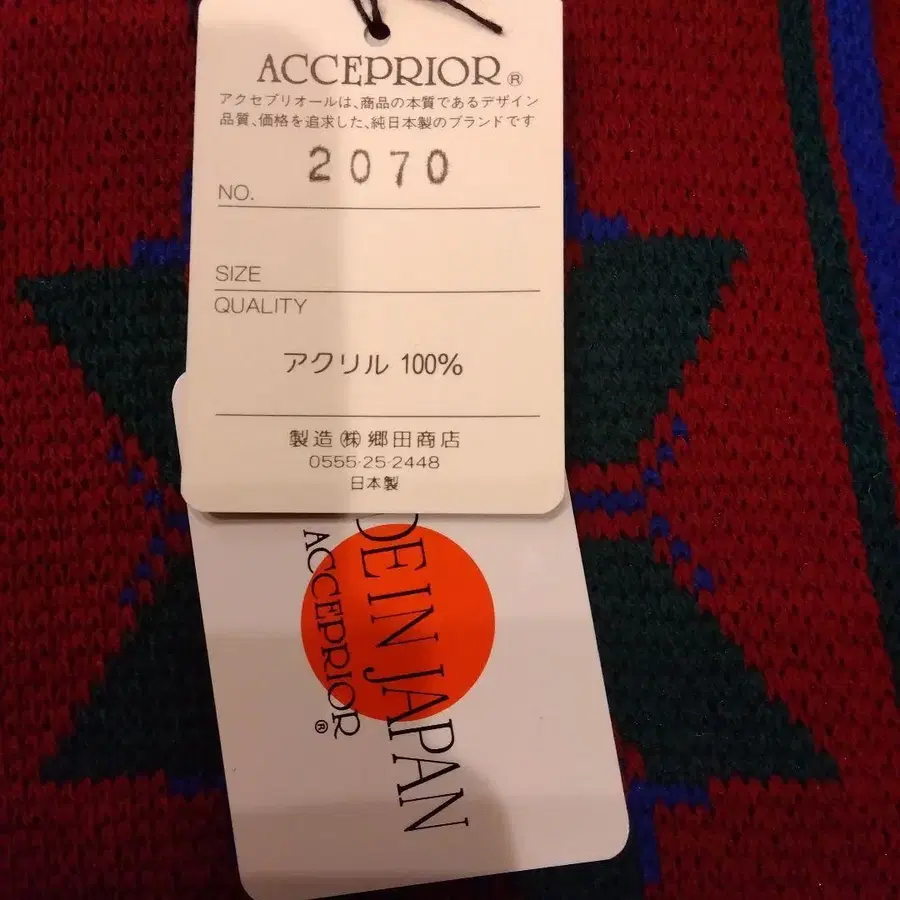 ACCEPRIOR®
アクセプリオールは、商品の本質であるデザイン
品質、価格を追求した、純日本製のブランドです
NO. 2070
SIZE
QUALITY
アクリル 100%
製造 ㈱ 郷田商店
0555-25-2448
日本製
DE IN JAPAN
ACCEPRIOR®